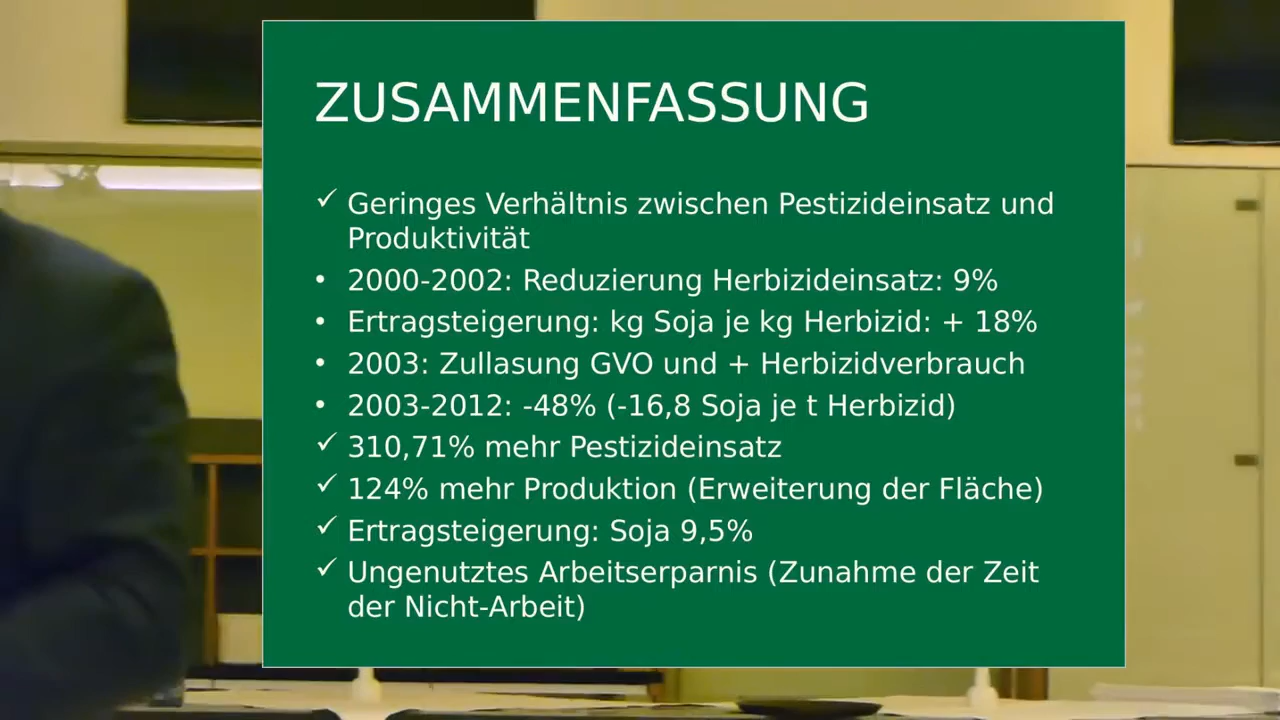 ZUSAMMENFASSUNG
✓ Geringes Verhältnis zwischen Pestizideinsatz und
Produktivität
• 2000-2002: Reduzierung Herbizideinsatz: 9%
• Ertragsteigerung: kg Soja je kg Herbizid: + 18%
• 2003: Zullasung GVO und + Herbizidverbrauch
• 2003-2012: -48% (-16,8 Soja je t Herbizid)
✓ 310,71% mehr Pestizideinsatz
✓ 124% mehr Produktion (Erweiterung der Fläche)
✓ Ertragsteigerung: Soja 9,5%
✓ Ungenutztes Arbeitserparnis (Zunahme der Zeit
der Nicht-Arbeit)